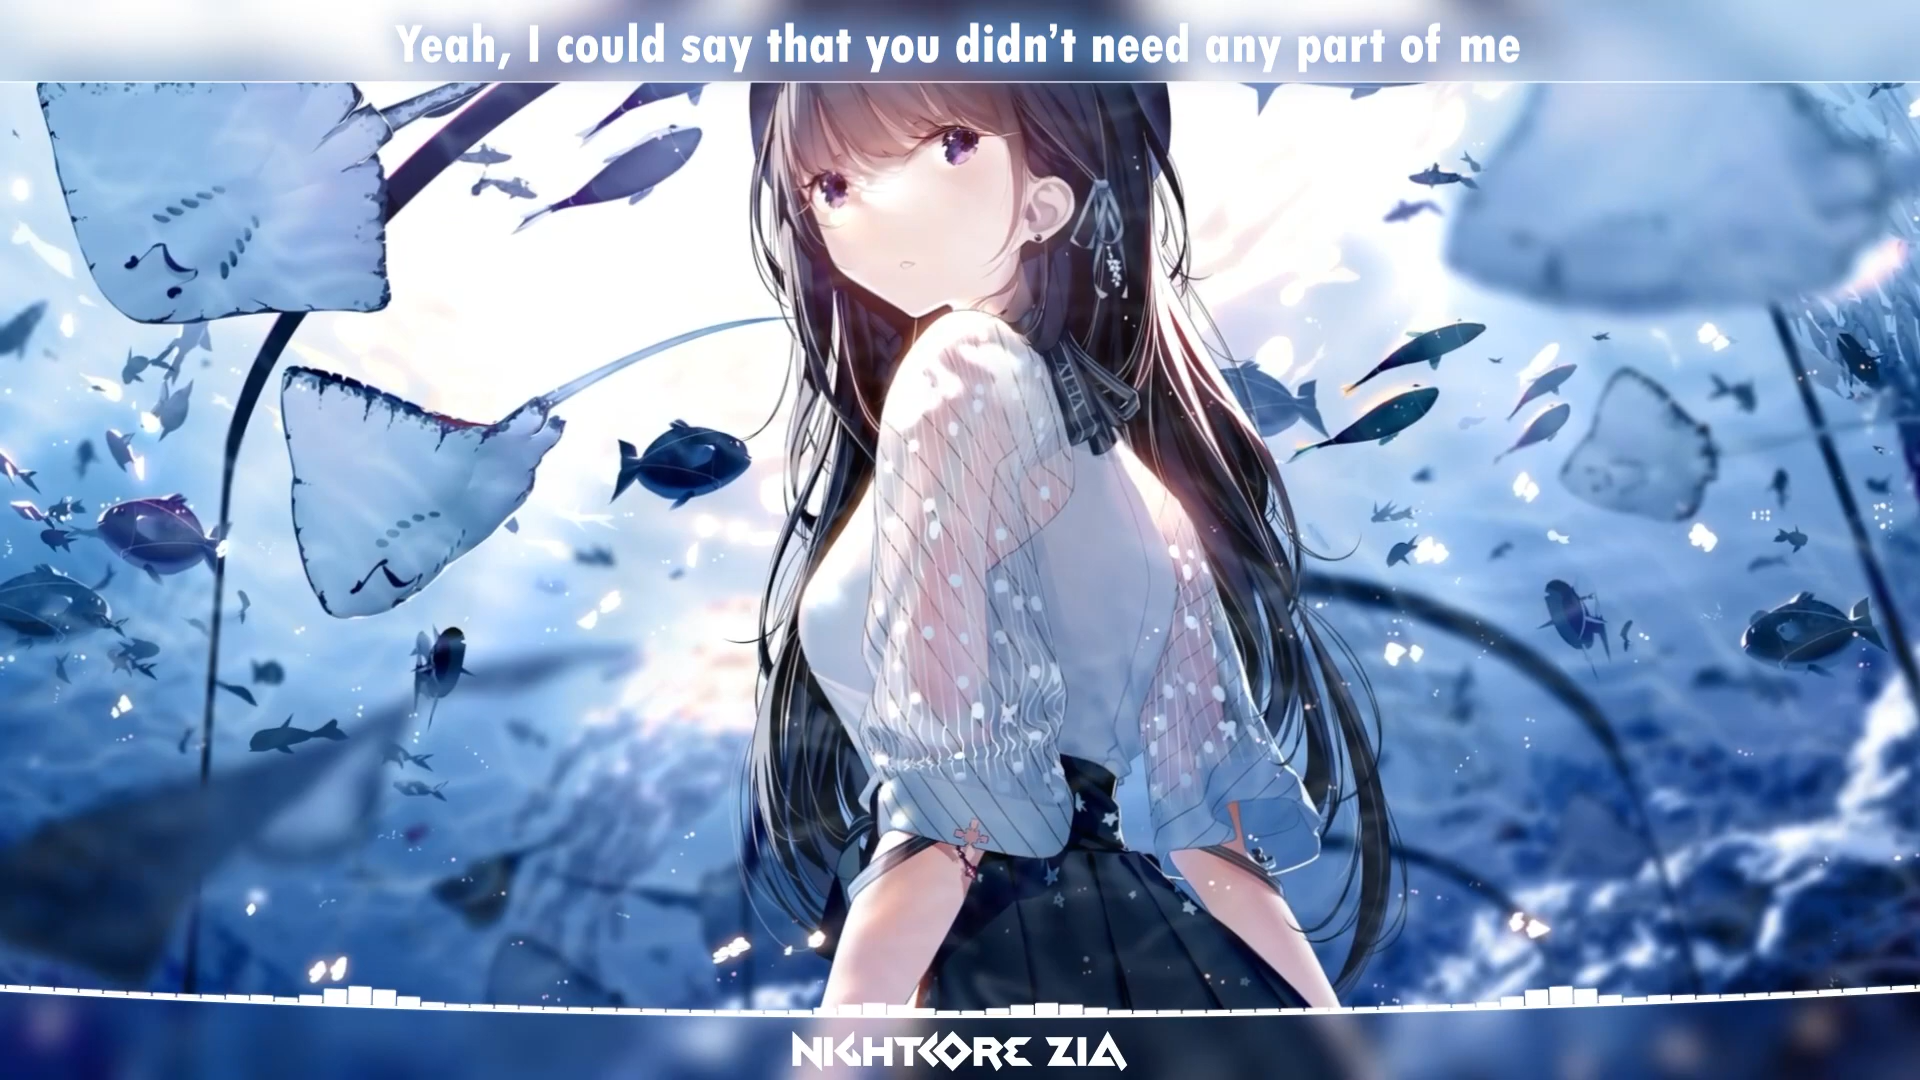 Yeah, I could say that you didn't need any part of me
NIGHTCORE ZIA